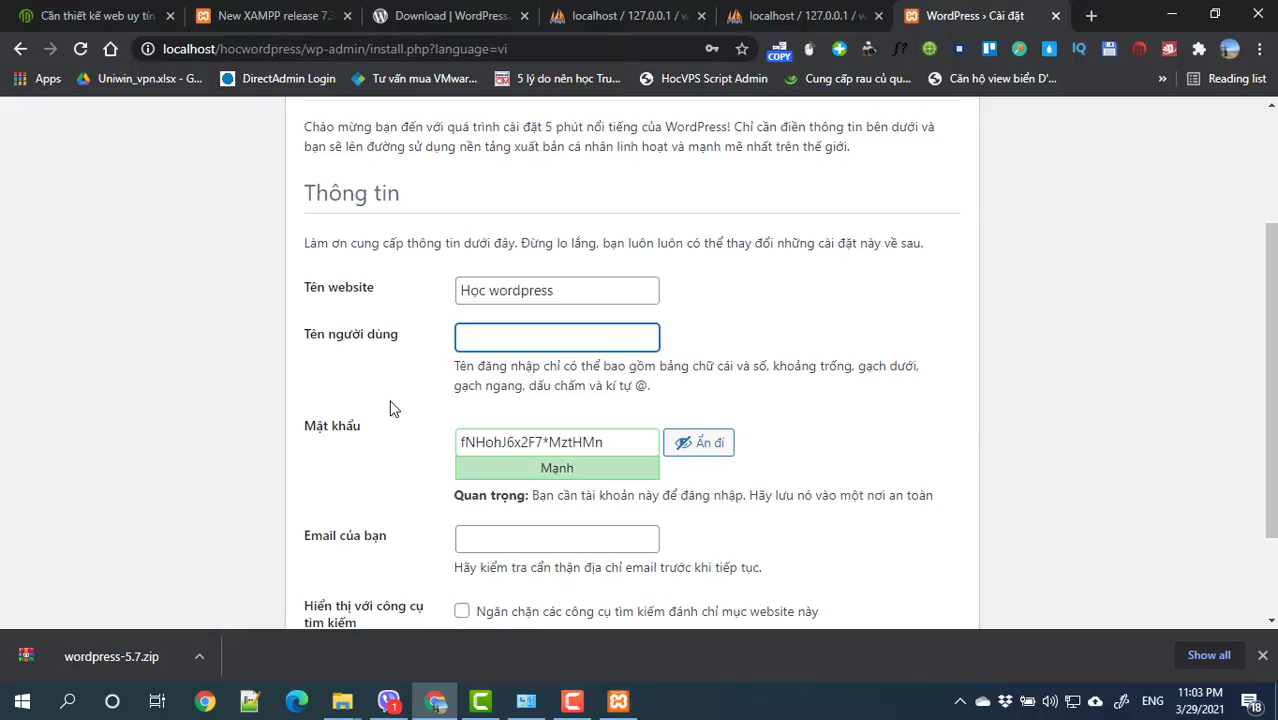 Cần thiết kế web uy tín
New XAMPP release 7.3
Download | WordPress.
localhost / 127.0.0.1 / w
localhost / 127.0.0.1 / w
WordPress › Cài đặt
localhost/hocwordpress/wp-admin/install.php?language=vi
COPY
f?
IQ
Apps
Uniwin_vpn.xlsx - G...
DirectAdmin Login
Tư vấn mua VMwar...
5 lý do nên học Tru...
HocVPS Script Admin
Cung cấp rau củ qu...
Căn hộ view biển D'...
»
Reading list
Chào mừng bạn đến với quá trình cài đặt 5 phút nổi tiếng của WordPress! Chỉ cần điền thông tin bên dưới và
bạn sẽ lên đường sử dụng nền tảng xuất bản cá nhân linh hoạt và mạnh mẽ nhất trên thế giới.
Thông tin
Làm ơn cung cấp thông tin dưới đây. Đừng lo lắng, bạn luôn luôn có thể thay đổi những cài đặt này về sau.
Tên website
Học wordpress
Tên người dùng
Tên đăng nhập chỉ có thể bao gồm bảng chữ cái và số, khoảng trống, gạch dưới,
gạch ngang, dấu chấm và kí tự @.
Mật khẩu
fNHohJ6x2F7*MztHMn
Ẩn đi
Mạnh
Quan trọng: Bạn cần tài khoản này để đăng nhập. Hãy lưu nó vào một nơi an toàn
Email của bạn
Hãy kiểm tra cẩn thận địa chỉ email trước khi tiếp tục.
Hiển thị với công cụ
tìm kiếm
Ngăn chặn các công cụ tìm kiếm đánh chỉ mục website này
wordpress-5.7.zip
Show all
1
ENG
11:03 PM
3/29/2021
18